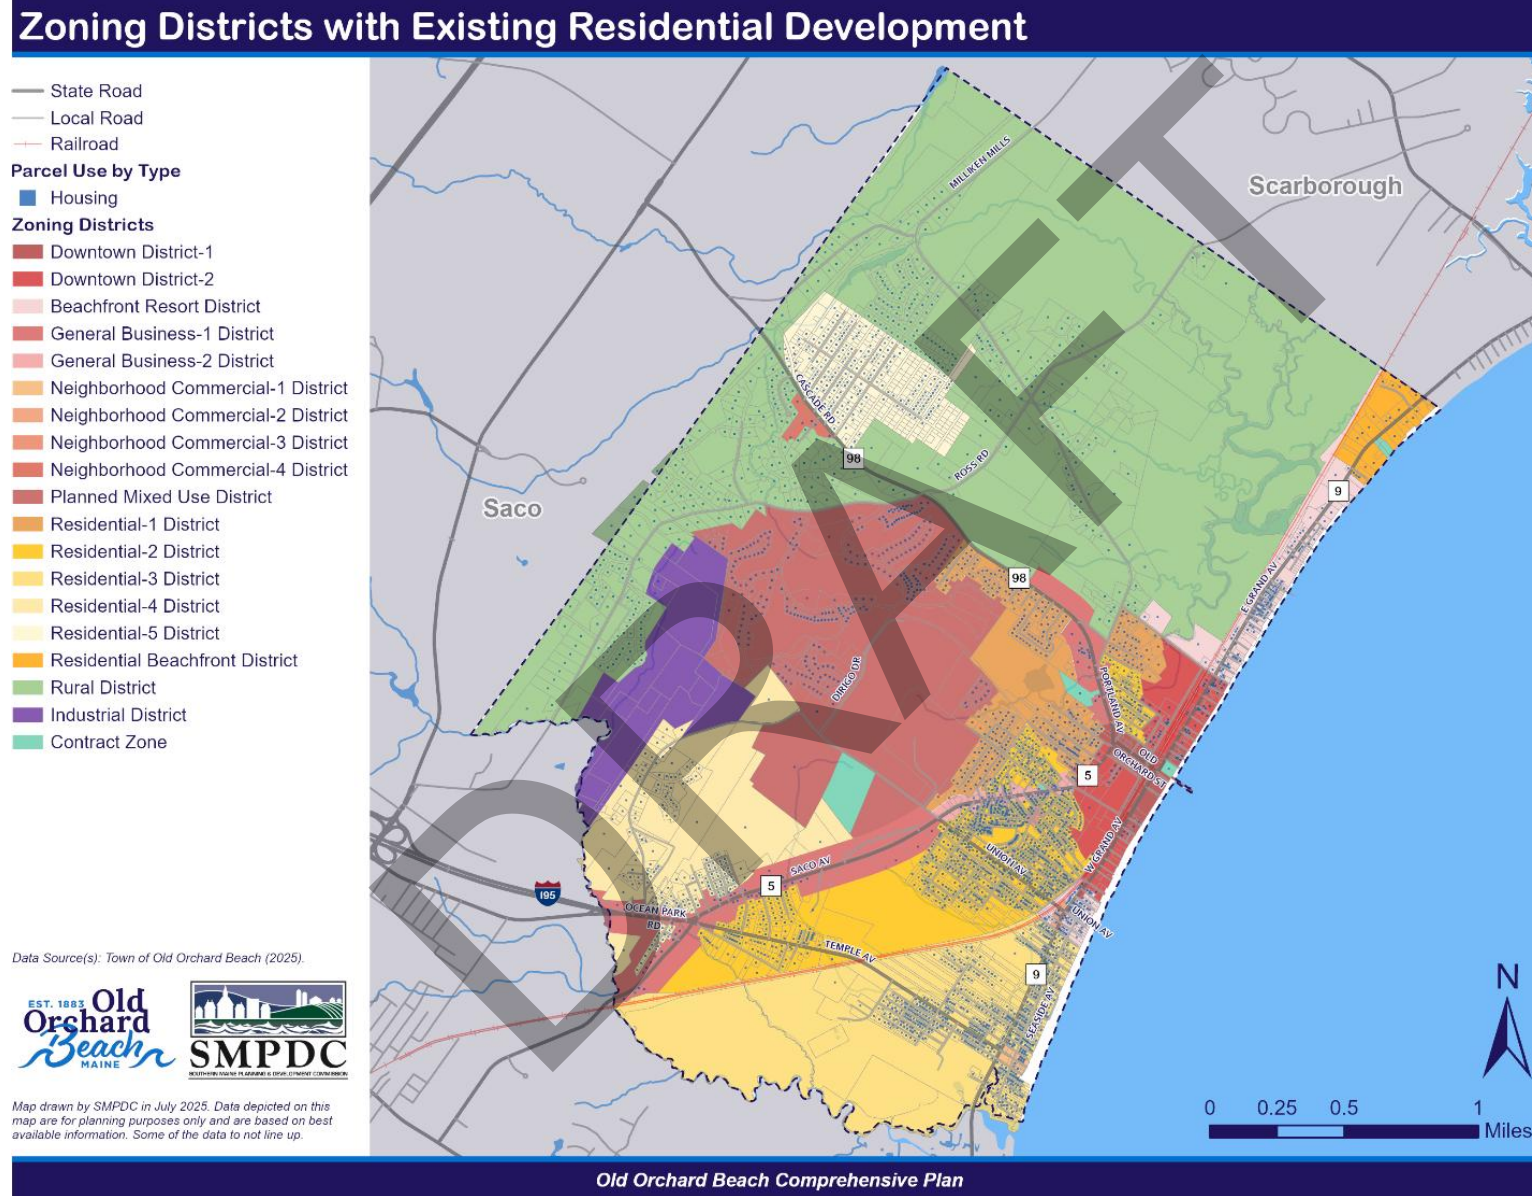 Zoning Districts with Existing Residential Development
State Road
Local Road
Railroad
Parcel Use by Type
Housing
Zoning Districts
Downtown District-1
Downtown District-2
Beachfront Resort District
General Business-1 District
General Business-2 District
Neighborhood Commercial-1 District
Neighborhood Commercial-2 District
Neighborhood Commercial-3 District
Neighborhood Commercial-4 District
Planned Mixed Use District
Residential-1 District
Residential-2 District
Residential-3 District
Residential-4 District
Residential-5 District
Residential Beachfront District
Rural District
Industrial District
Contract Zone
Data Source(s): Town of Old Orchard Beach (2025).
EST. 1883 Old
Orchard
Beach
MAINE
SMPDC
SOUTHERN MAINE PLANNING & DEVELOPMENT COMMISSION
Map drawn by SMPDC in July 2025. Data depicted on this
map are for planning purposes only and are based on best
available information. Some of the data to not line up.
DRAFT
MILLIKEN MILLS
Scarborough
CASCADE RD
98
ROSS RD
Saco
9
98
E GRAND AV
DIRIGO DR
PORTLAND AV
OLD
ORCHARD ST
5
W GRAND AV
UNION AV
SACO AV
5
195
OCEAN PARK
RD
UNION AV
TEMPLE AV
9
SEASIDE AV
N
0 0.25 0.5 1
Miles
Old Orchard Beach Comprehensive Plan